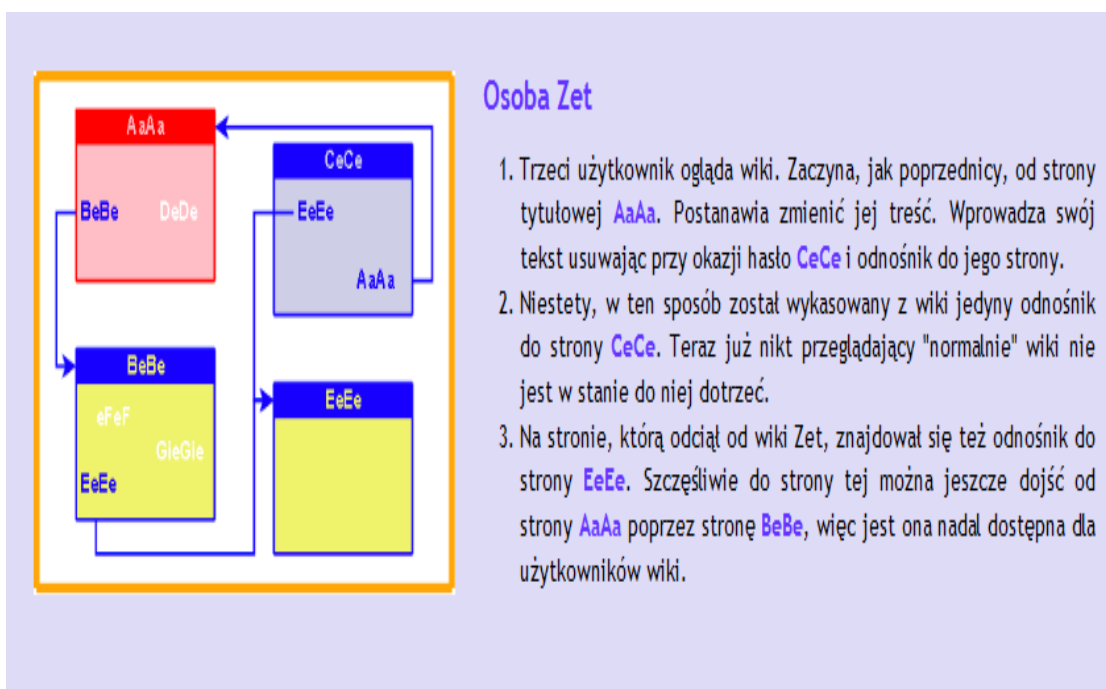 AaAa
BeBe DeDe
CeCe
EeEe
AaAa
BeBe
eFeF
GieGie
EeEe
EeEe
Osoba Zet
1. Trzeci użytkownik ogląda wiki. Zaczyna, jak poprzednicy, od strony
tytułowej AaAa. Postanawia zmienić jej treść. Wprowadza swój
tekst usuwając przy okazji hasło CeCe i odnośnik do jego strony.
2. Niestety, w ten sposób został wykasowany z wiki jedyny odnośnik
do strony CeCe. Teraz już nikt przeglądający "normalnie" wiki nie
jest w stanie do niej dotrzeć.
3. Na stronie, którą odciął od wiki Zet, znajdował się też odnośnik do
strony EeEe. Szczęśliwie do strony tej można jeszcze dojść od
strony AaAa poprzez stronę BeBe, więc jest ona nadal dostępna dla
użytkowników wiki.